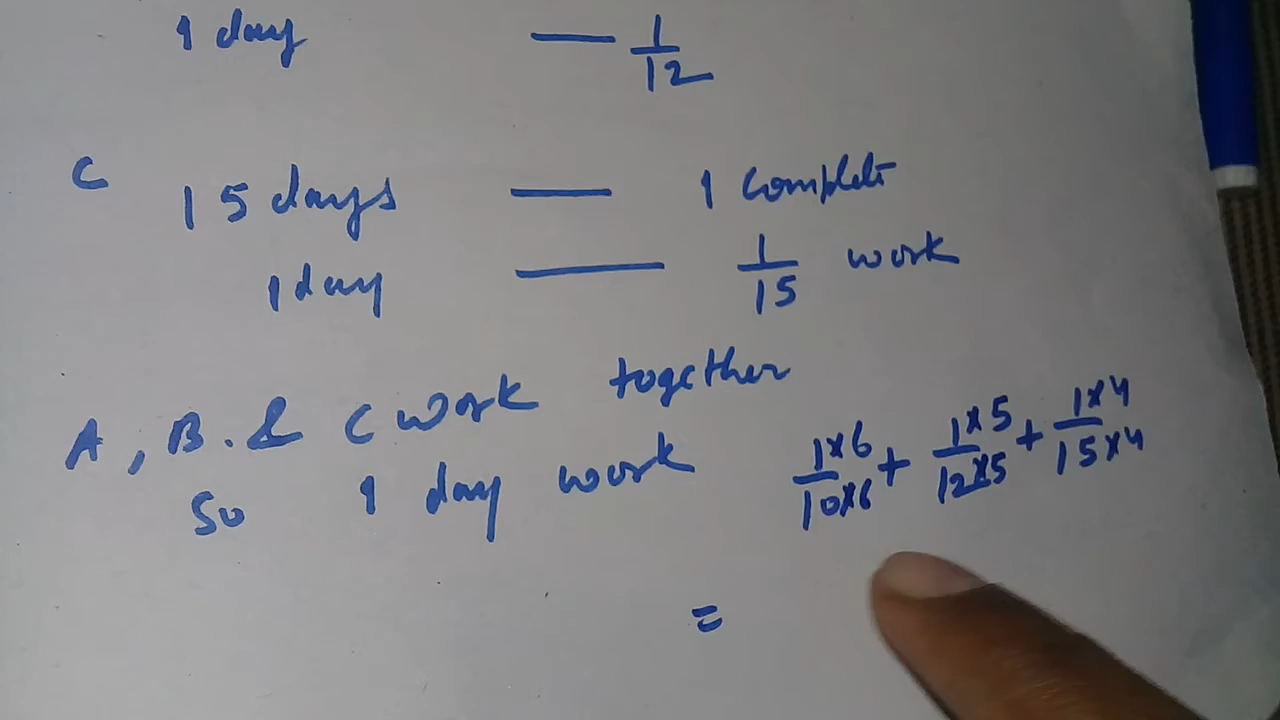 1 day — 1/12
C 15 days — 1 complet
1 day — 1/15 work
A, B. & C work together
So 1 day work 1×6/10×6 + 1×5/12×5 + 1×4/15×4
=